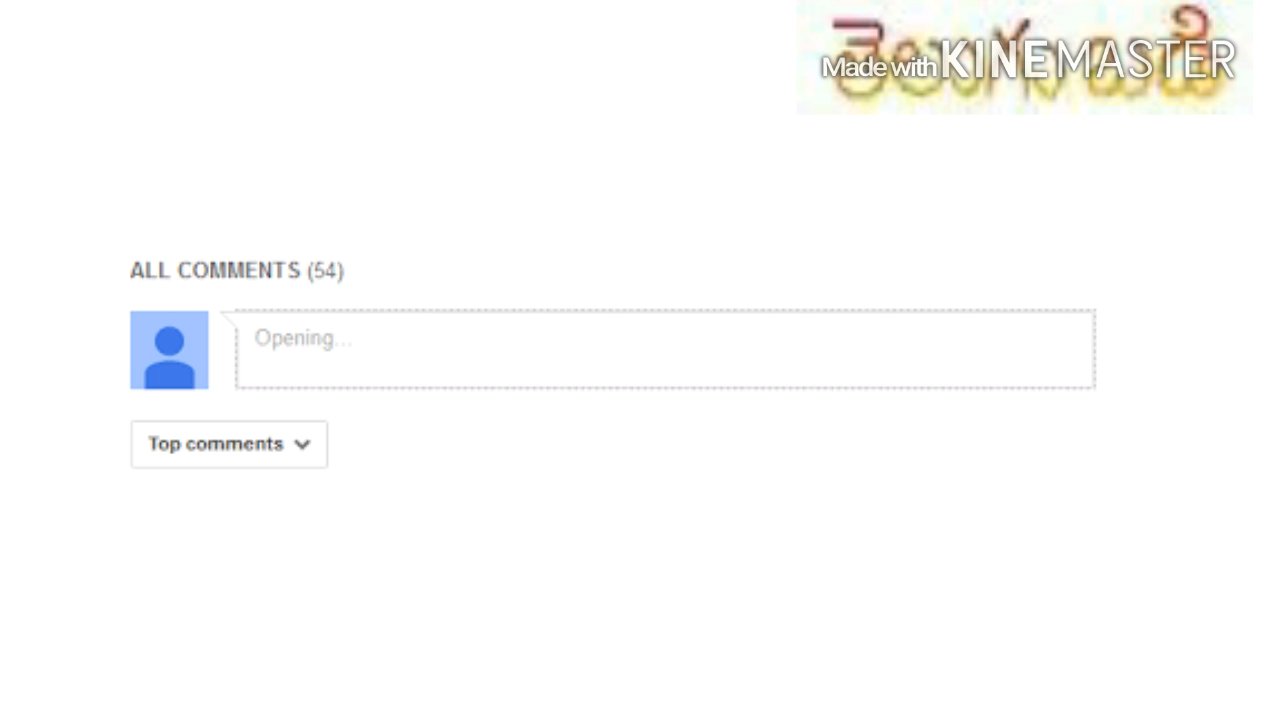 తెలుగువాడి
Made with KINEMASTER
ALL COMMENTS (54)
Opening...
Top comments